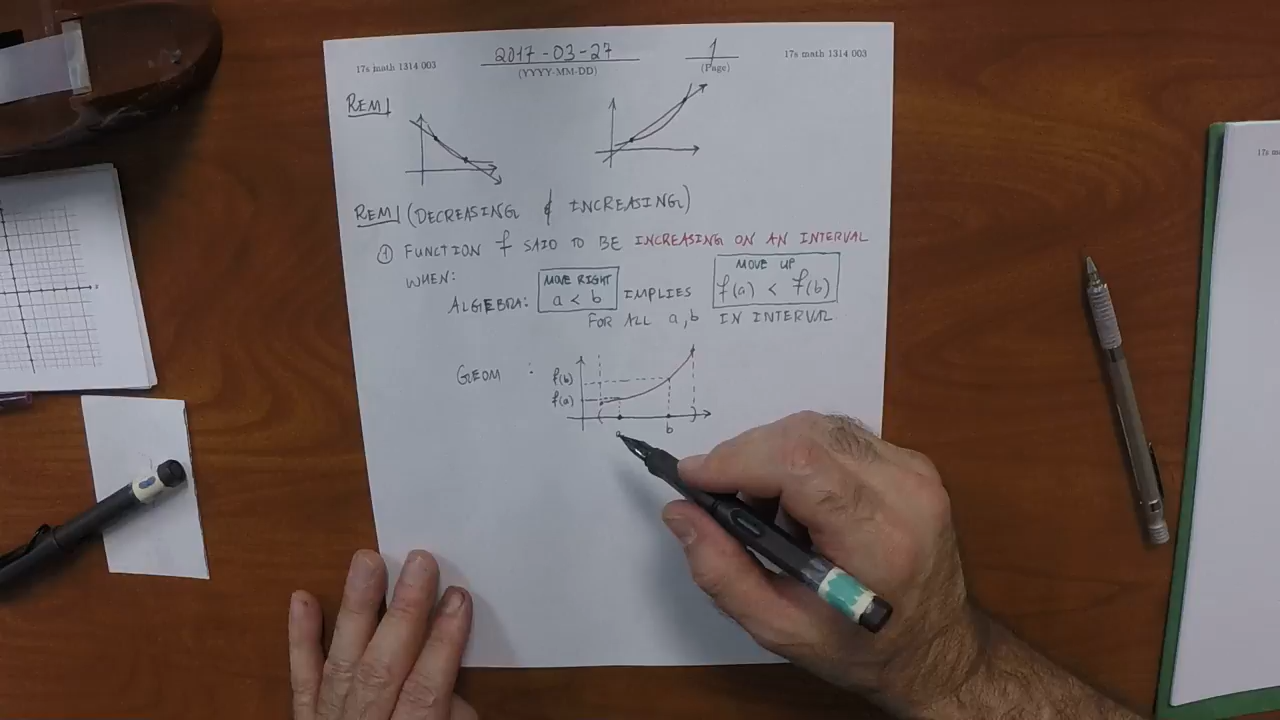 17s math 1314 003
2017-03-27
(YYYY-MM-DD)
1
(Page)
17s math 1314 003
REM
REM (DECREASING & INCREASING)
① FUNCTION f SAID TO BE INCREASING ON AN INTERVAL
WHEN:
MOVE RIGHT
MOVE UP
ALGEBRA: a < b IMPLIES f(a) < f(b)
FOR ALL a, b IN INTERVAL
GEOM :
f(b)
f(a)
a b